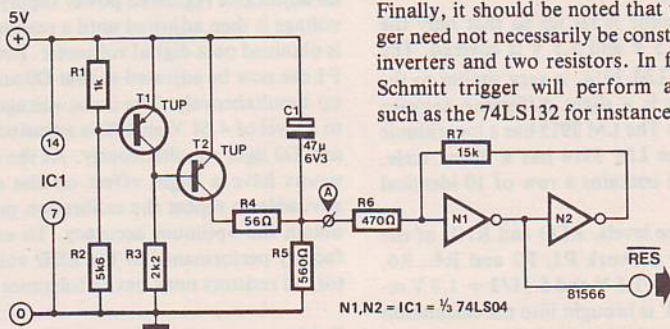 Finally, it should be noted that
ger need not necessarily be const
inverters and two resistors. In f
Schmitt trigger will perform a
such as the 74LS132 for instance
5V
R1
1k
T1
TUP
T2
TUP
C1
47µ
6V3
14
IC1
7
R2
5k6
R3
2k2
R4
56Ω
R5
560Ω
A
R6
470Ω
R7
15k
N1
N2
RES
81566
N1,N2 = IC1 = ⅓ 74LS04
0